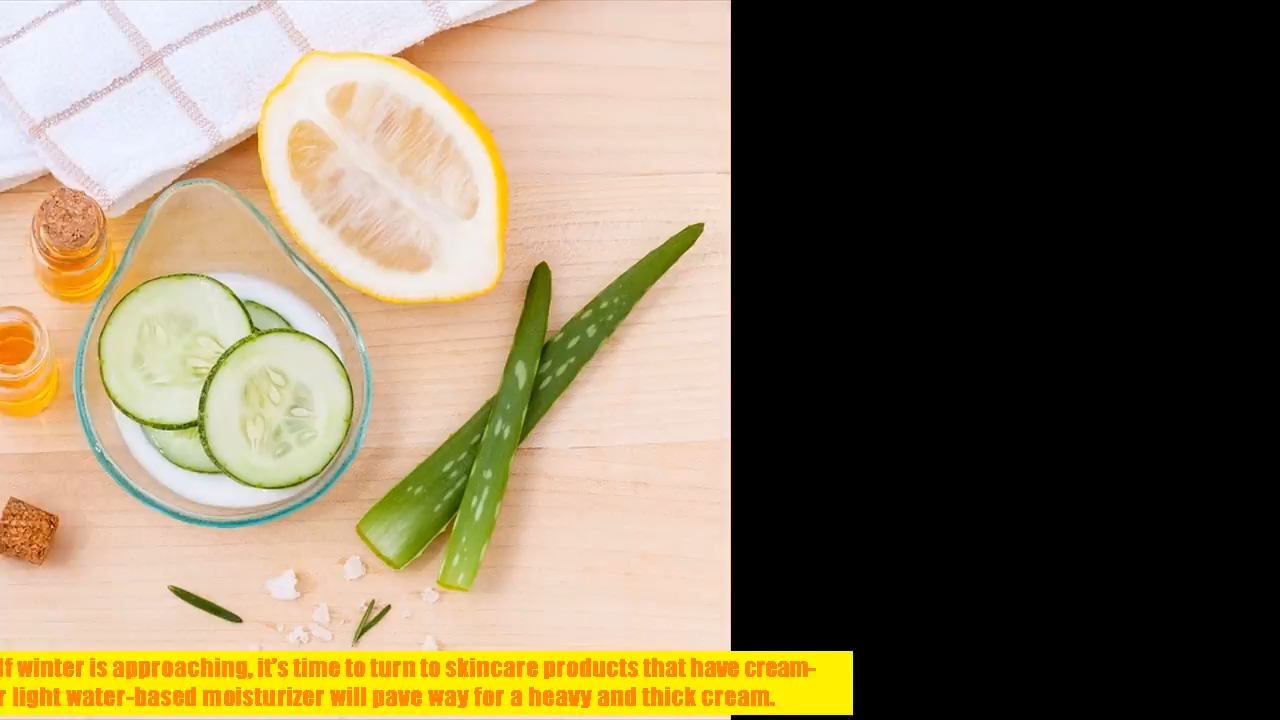 If winter is approaching, it's time to turn to skincare products that have cream-
r light water-based moisturizer will pave way for a heavy and thick cream.